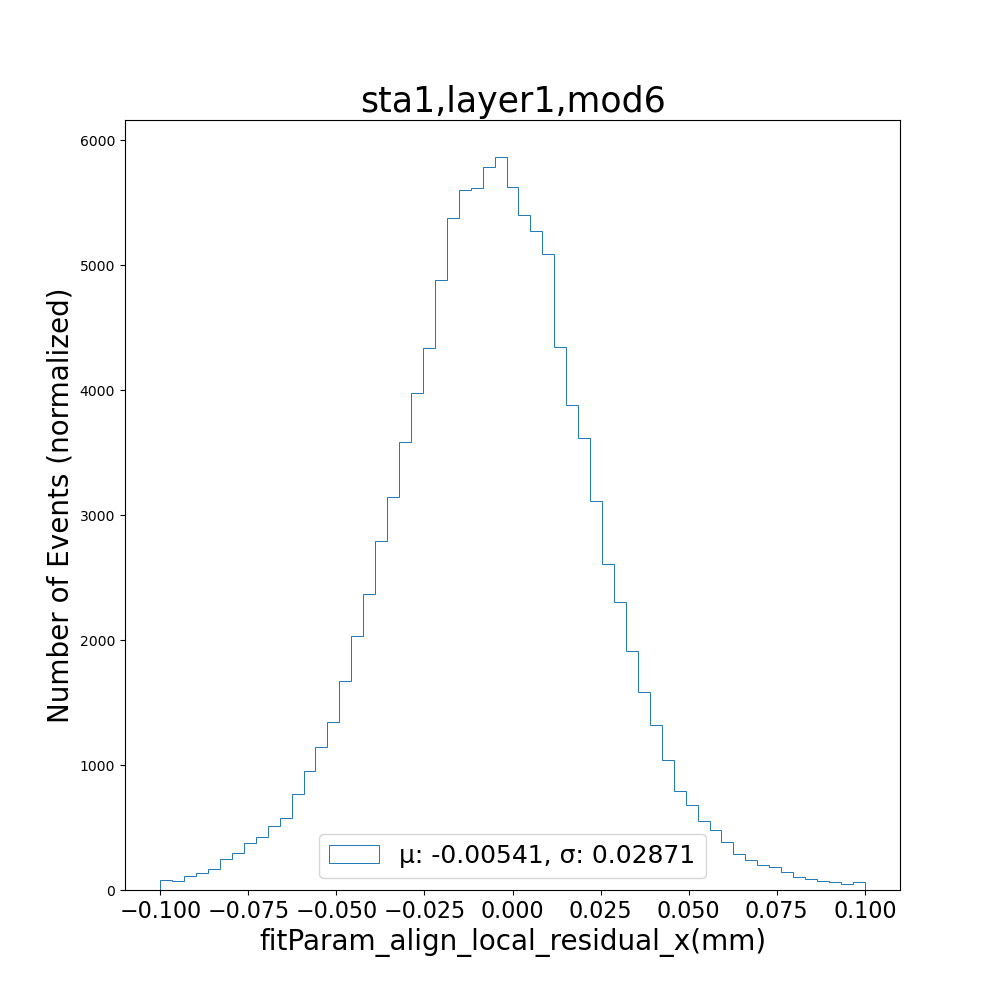 sta1,layer1,mod6
Number of Events (normalized)
6000
5000
4000
3000
2000
1000
0
μ: -0.00541, σ: 0.02871
−0.100 −0.075 −0.050 −0.025 0.000 0.025 0.050 0.075 0.100
fitParam_align_local_residual_x(mm)